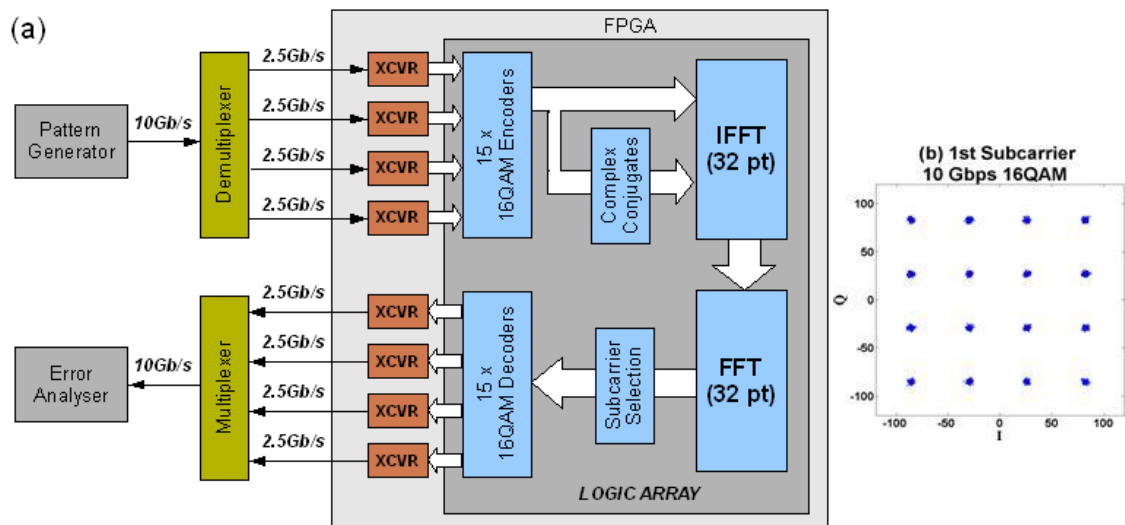 (a)
FPGA
2.5Gb/s
XCVR
2.5Gb/s
XCVR
2.5Gb/s
XCVR
2.5Gb/s
XCVR
Pattern
Generator
10Gb/s
Demultiplexer
15 x
16QAM Encoders
Complex
Conjugates
IFFT
(32 pt)
2.5Gb/s
XCVR
2.5Gb/s
XCVR
2.5Gb/s
XCVR
2.5Gb/s
XCVR
Error
Analyser
10Gb/s
Multiplexer
15 x
16QAM Decoders
Subcarrier
Selection
FFT
(32 pt)
LOGIC ARRAY
(b) 1st Subcarrier
10 Gbps 16QAM
100
50
0
-50
-100
Q
-100
-50
0
50
100
I